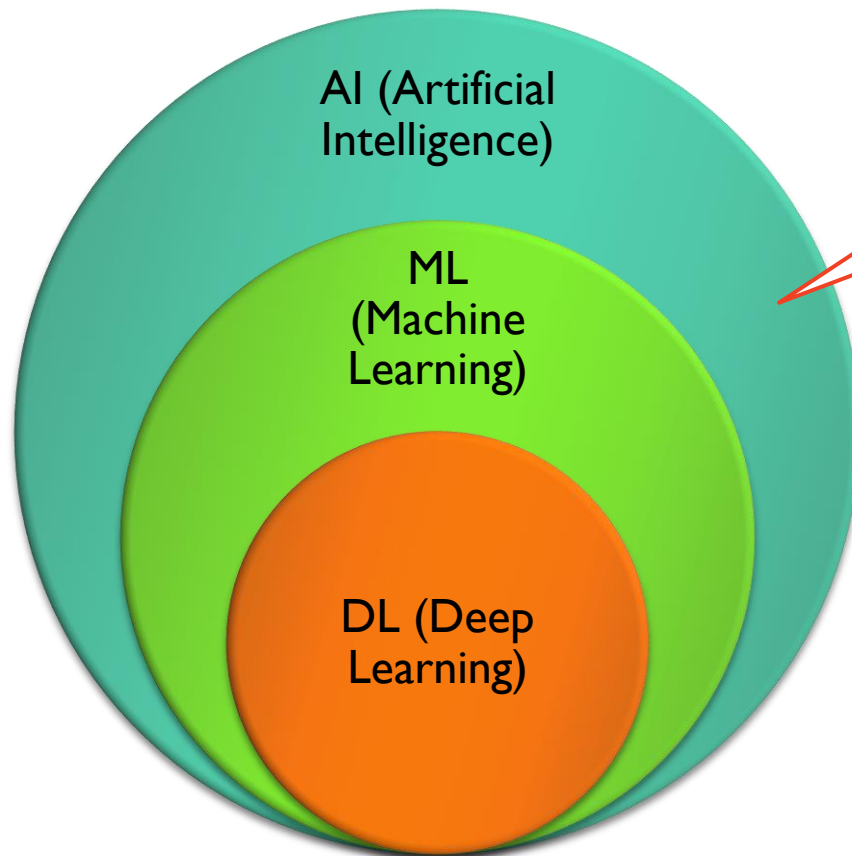 AI (Artificial
Intelligence)
ML
(Machine
Learning)
DL (Deep
Learning)